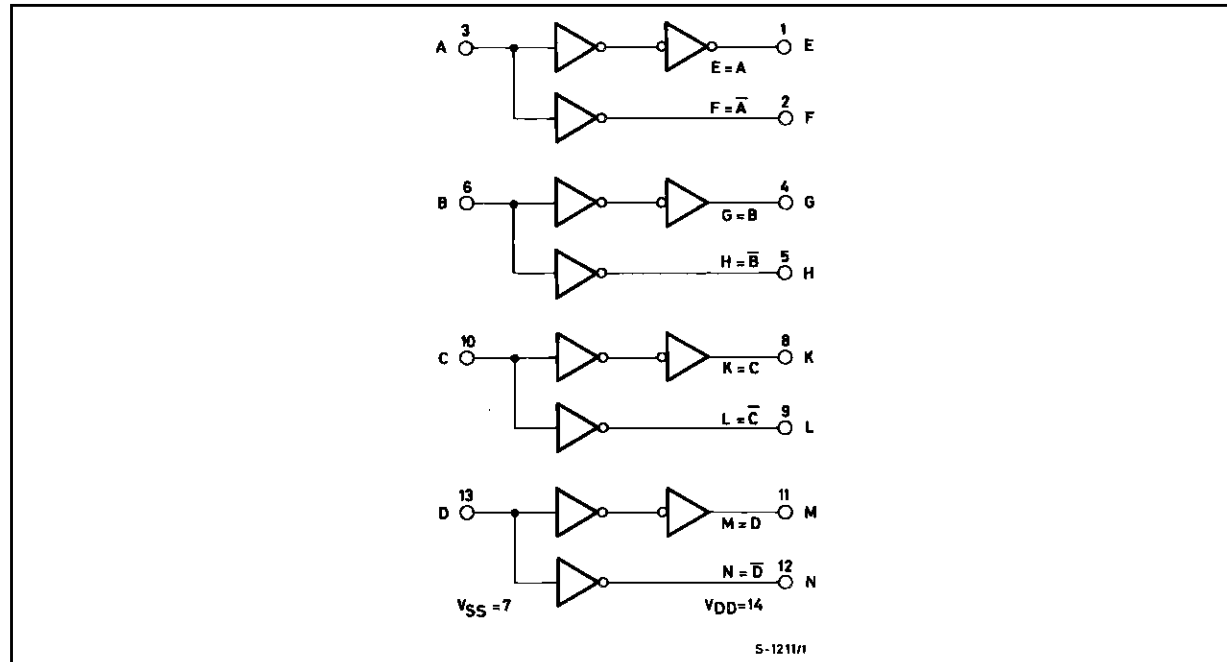 3 1
A E
E = A
F = A̅ 2
F
6 4
B G
G = B
H = B̅ 5
H
10 8
C K
K = C
L = C̅ 9
L
13 11
D M
M = D
N = D̅ 12
N
VSS = 7 VDD = 14
S-1211/1